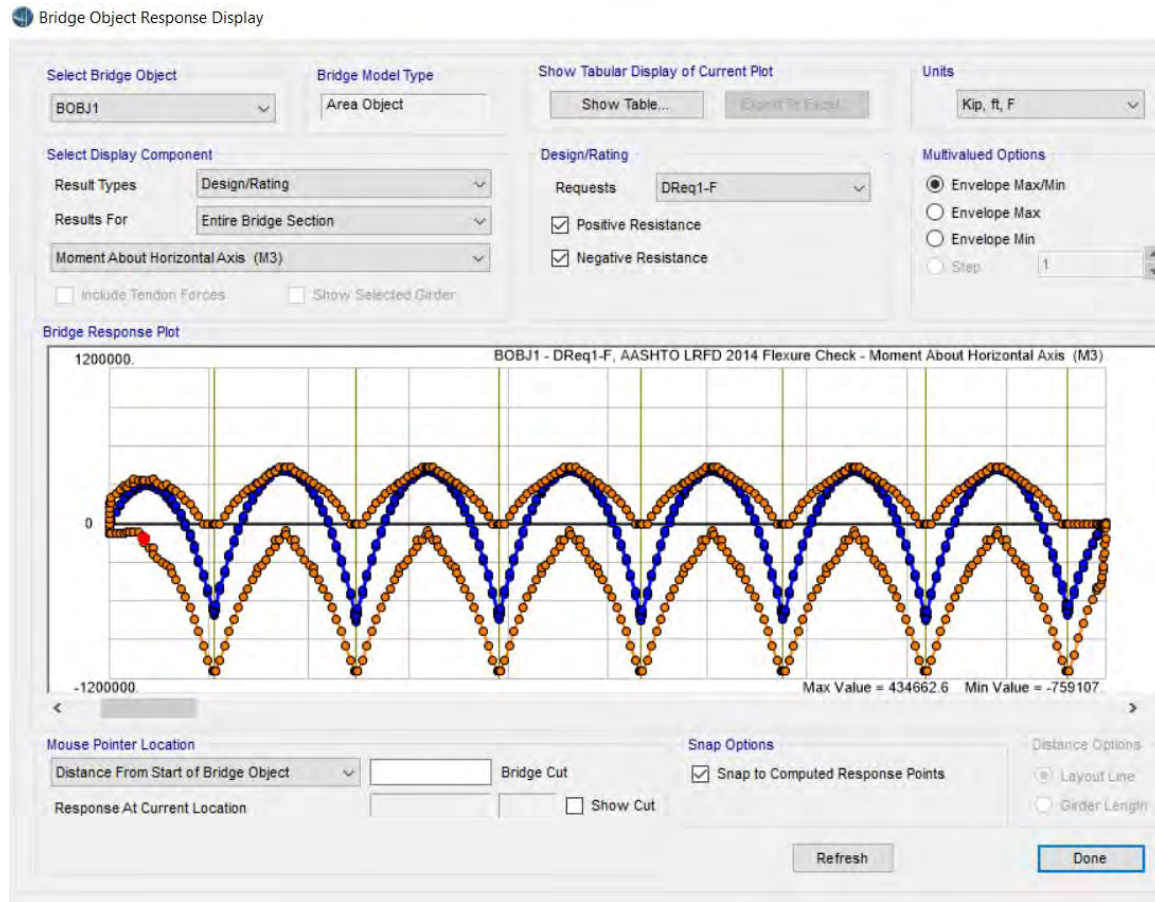 Bridge Object Response Display
Select Bridge Object
BOBJ1
Bridge Model Type
Area Object
Show Tabular Display of Current Plot
Show Table...
Export To Excel...
Units
Kip, ft, F
Select Display Component
Result Types
Design/Rating
Results For
Entire Bridge Section
Moment About Horizontal Axis (M3)
Include Tendon Forces
Show Selected Girder
Design/Rating
Requests
DReq1-F
Positive Resistance
Negative Resistance
Multivalued Options
Envelope Max/Min
Envelope Max
Envelope Min
Step
1
Bridge Response Plot
1200000.
BOBJ1 - DReq1-F, AASHTO LRFD 2014 Flexure Check - Moment About Horizontal Axis (M3)
0
-1200000.
Max Value = 434662.6 Min Value = -759107.
Mouse Pointer Location
Distance From Start of Bridge Object
Bridge Cut
Response At Current Location
Show Cut
Snap Options
Snap to Computed Response Points
Distance Options
Layout Line
Girder Length
Refresh
Done